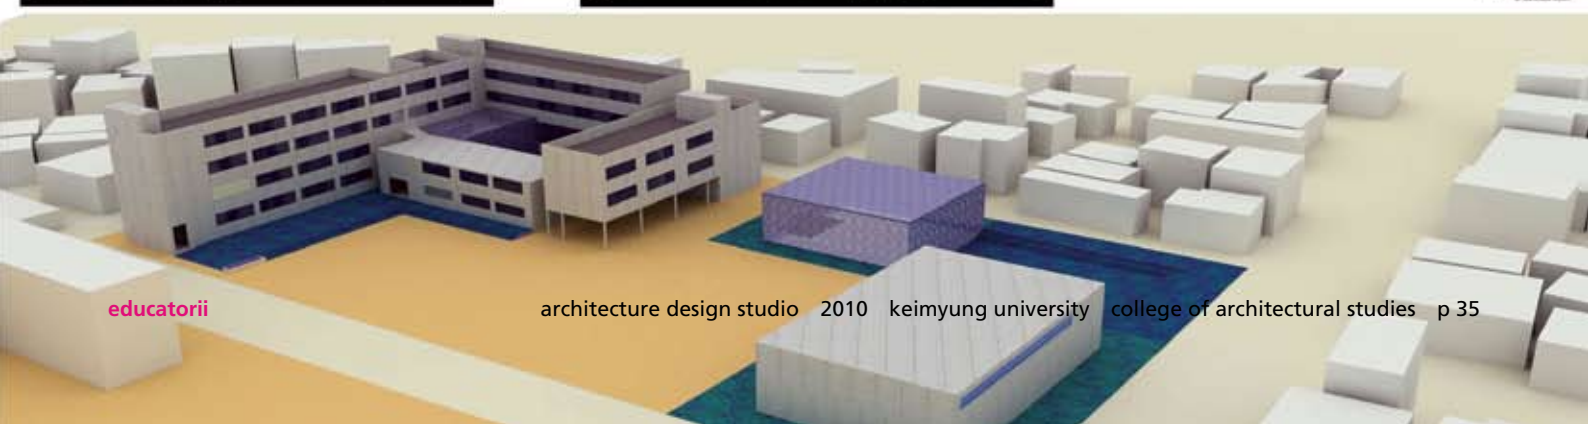 educatorii architecture design studio 2010 keimyung university college of architectural studies p 35